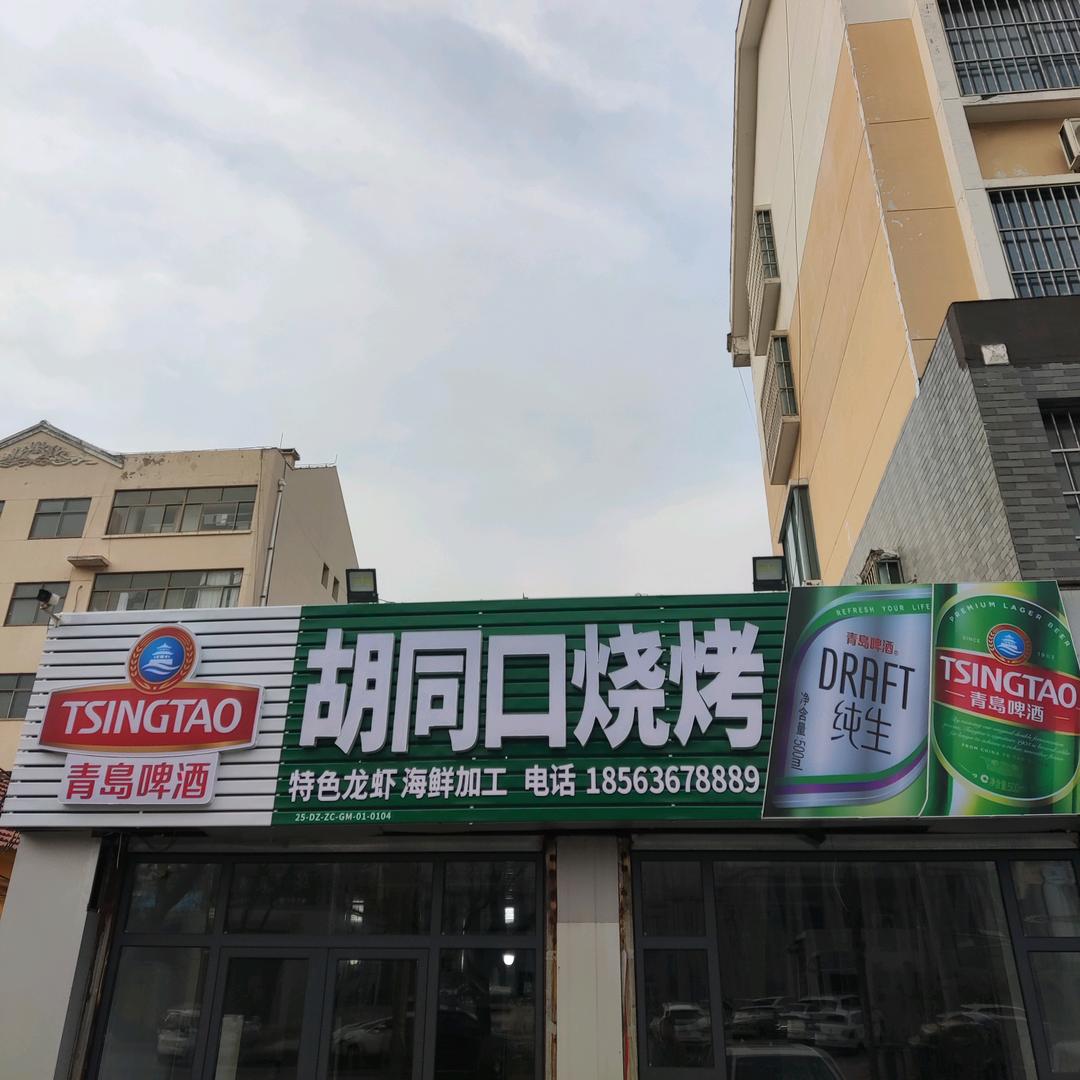 TSINGTAO
青島啤酒
胡同口烧烤
特色龙虾 海鲜加工 电话 18563678889
25-DZ-ZC-GM-01-0104
REFRESH YOUR LIFE
青島啤酒
DRAFT
纯生
净含量 500ml
PREMIUM LAGER BEER
SINCE 1903
TSINGTAO
青島啤酒